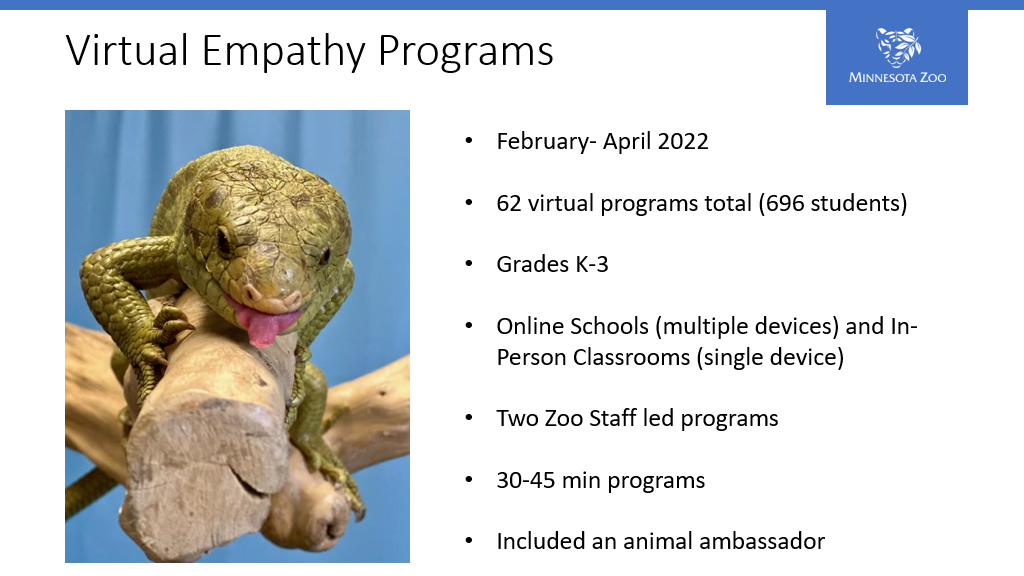 Virtual Empathy Programs
MINNESOTA ZOO
• February- April 2022
• 62 virtual programs total (696 students)
• Grades K-3
• Online Schools (multiple devices) and In-
Person Classrooms (single device)
• Two Zoo Staff led programs
• 30-45 min programs
• Included an animal ambassador